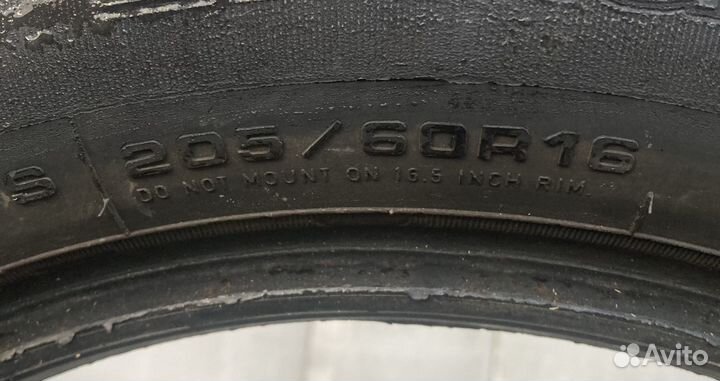 S 205/60R16
DO NOT MOUNT ON 16.5 INCH RIM.
Avito